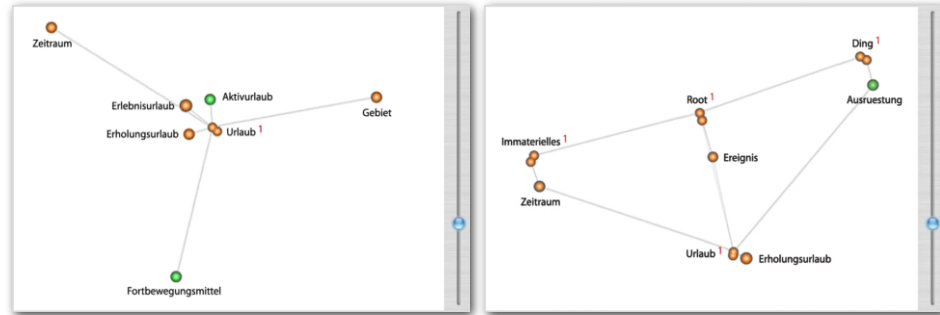 Zeitraum
Erlebnisurlaub
Aktivurlaub
Gebiet
Erholungsurlaub
Urlaub 1
Fortbewegungsmittel
Ding 1
Ausruestung
Root 1
Immaterielles 1
Ereignis
Zeitraum
Urlaub 1
Erholungsurlaub